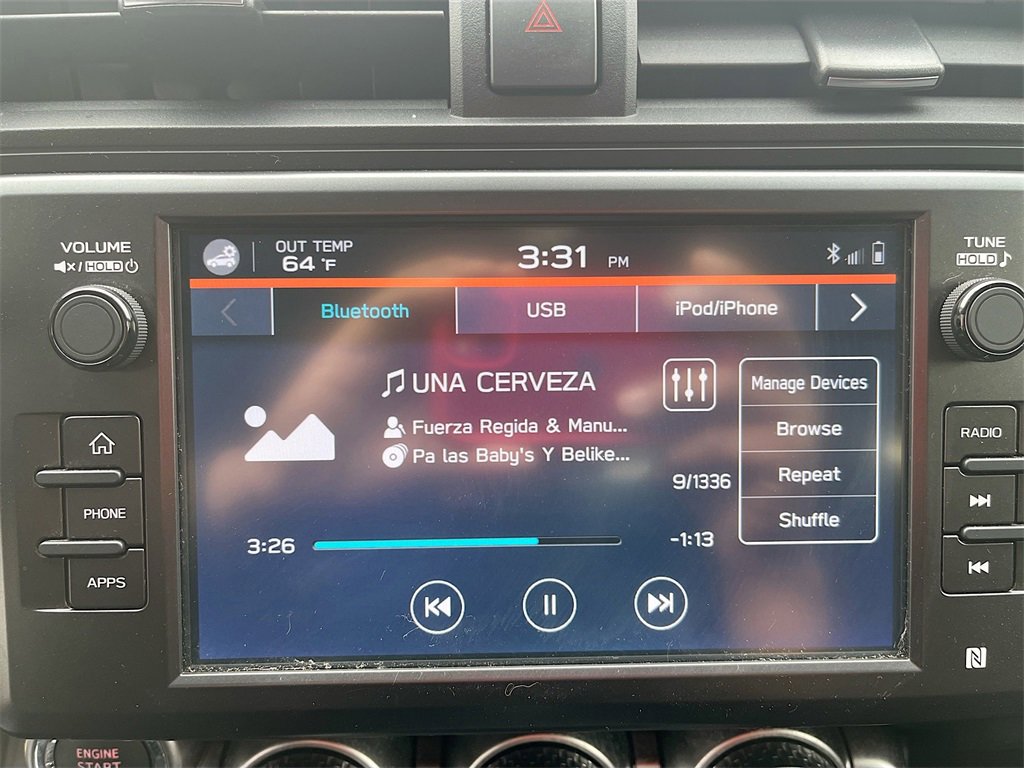 OUT TEMP
64 °F
3:31 PM
VOLUME
HOLD
TUNE
HOLD
Bluetooth
USB
iPod/iPhone
UNA CERVEZA
Fuerza Regida & Manu...
Pa las Baby's Y Belike...
9/1336
Manage Devices
Browse
Repeat
Shuffle
3:26
-1:13
PHONE
APPS
RADIO
ENGINE
START